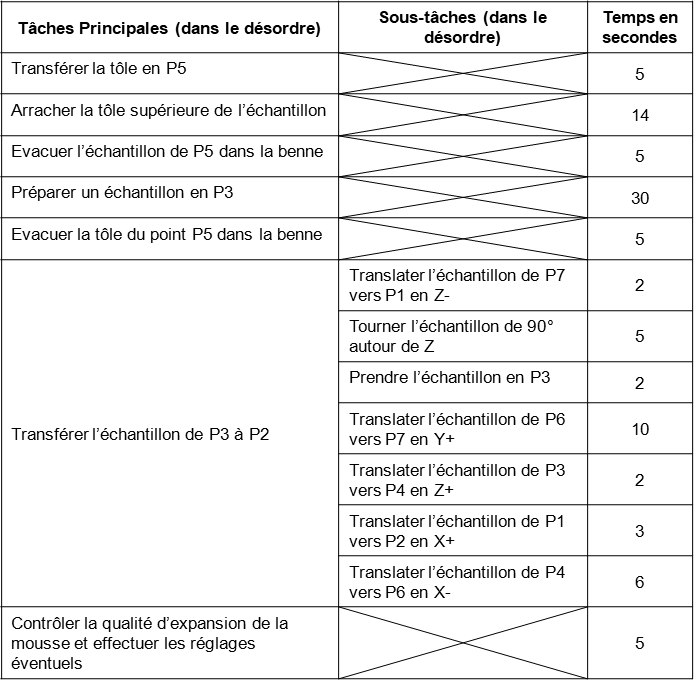 Tâches Principales (dans le désordre)
Sous-tâches (dans le
désordre)
Temps en
secondes
Transférer la tôle en P5
5
Arracher la tôle supérieure de l’échantillon
14
Evacuer l’échantillon de P5 dans la benne
5
Préparer un échantillon en P3
30
Evacuer la tôle du point P5 dans la benne
5
Transférer l’échantillon de P3 à P2
Translater l’échantillon de P7
vers P1 en Z-
2
Tourner l’échantillon de 90°
autour de Z
5
Prendre l’échantillon en P3
2
Translater l’échantillon de P6
vers P7 en Y+
10
Translater l’échantillon de P3
vers P4 en Z+
2
Translater l’échantillon de P1
vers P2 en X+
3
Translater l’échantillon de P4
vers P6 en X-
6
Contrôler la qualité d’expansion de la
mousse et effectuer les réglages
éventuels
5